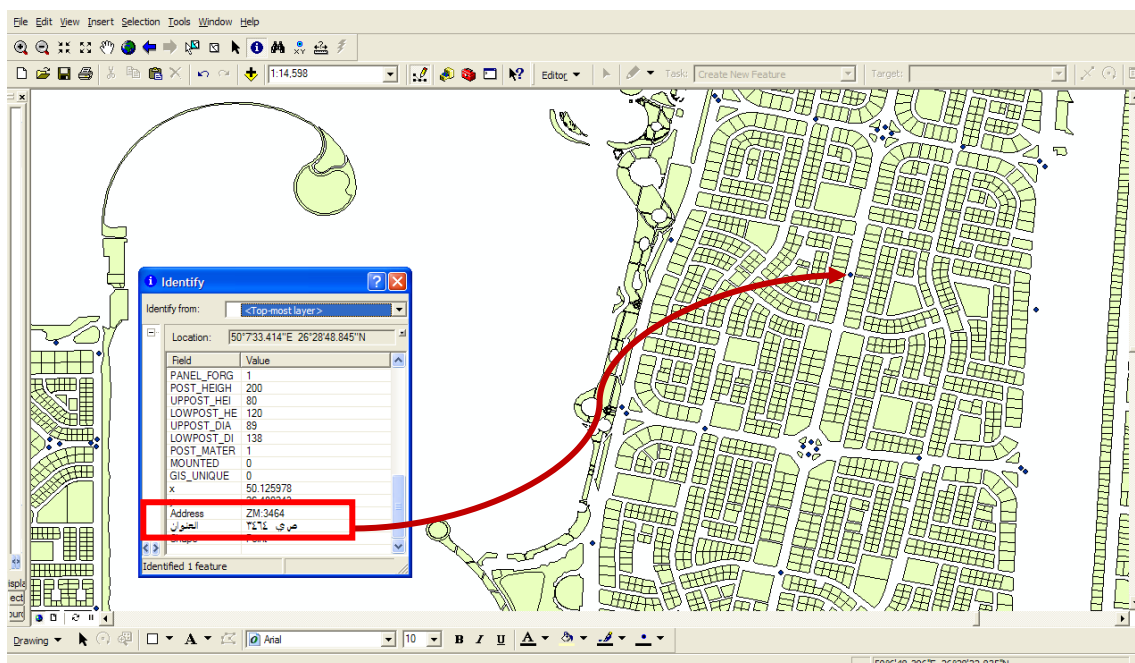 File Edit View Insert Selection Tools Window Help
1:14,598 Editor Task: Create New Feature Target:
Identify
Identify from: <Top-most layer>
Location: 50°7'33.414"E 26°28'48.845"N
Field Value
PANEL_FORG 1
POST_HEIGH 200
UPPOST_HEI 80
LOWPOST_HE 120
UPPOST_DIA 89
LOWPOST_DI 138
POST_MATER 1
MOUNTED 0
GIS_UNIQUE 0
x 50.125978
Address ZM:3464
العنوان ص ي ٣٤٦٤
Shape Point
Identified 1 feature
Drawing A Arial 10 B I U A